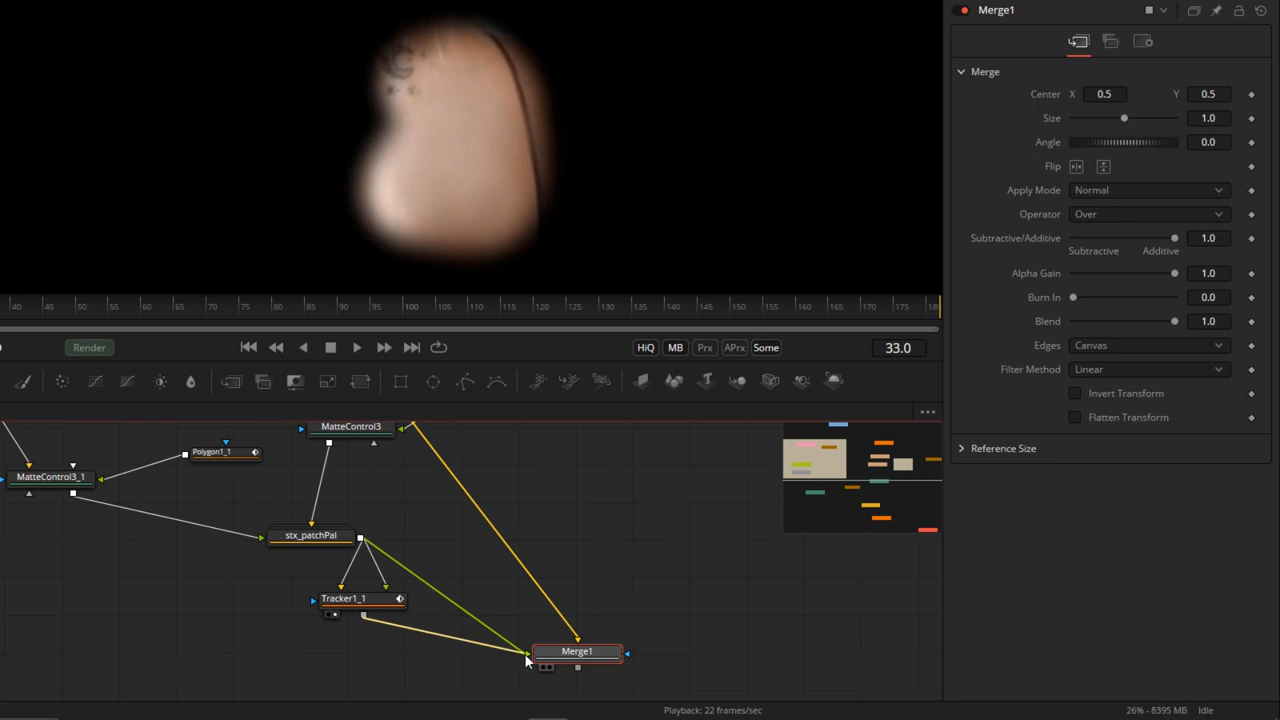 Merge1
Merge
Center X 0.5 Y 0.5
Size 1.0
Angle 0.0
Flip
Apply Mode Normal
Operator Over
Subtractive/Additive 1.0
Subtractive Additive
Alpha Gain 1.0
Burn In 0.0
Blend 1.0
Edges Canvas
Filter Method Linear
Invert Transform
Flatten Transform
Reference Size
40 45 50 55 60 65 70 75 80 85 90 95 100 105 110 115 120 125 130 135 140 145 150 155 160 165 170 175 180
Render HiQ MB Prx APrx Some 33.0
MatteControl3
Polygon1_1
MatteControl3_1
stx_patchPal
Tracker1_1
Merge1
Playback: 22 frames/sec 26% - 8395 MB Idle